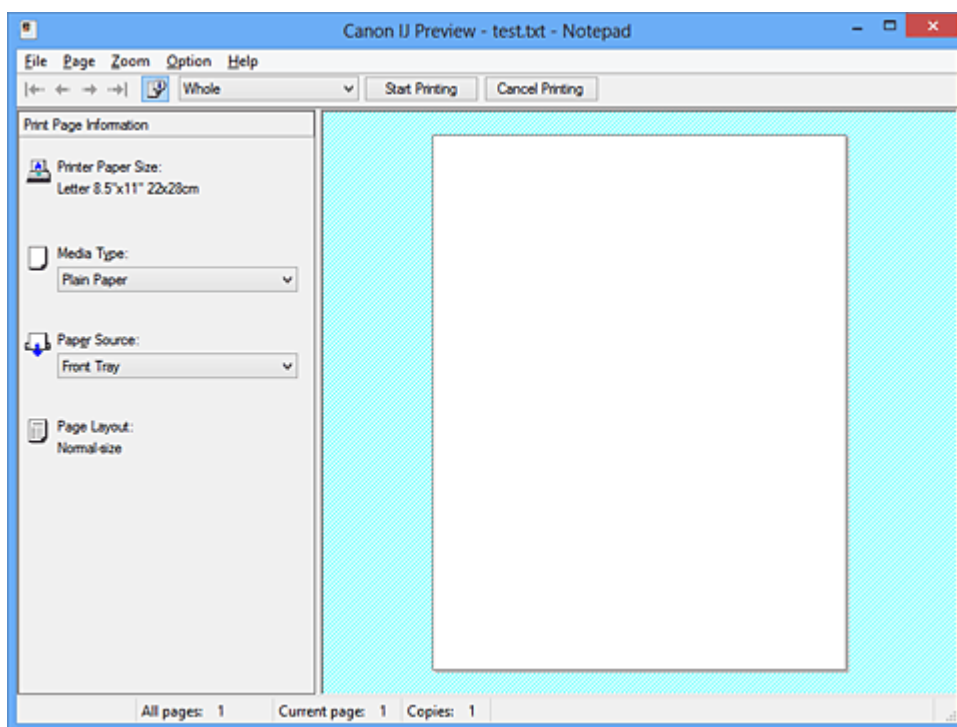 Canon IJ Preview - test.txt - Notepad
File Page Zoom Option Help
Whole Start Printing Cancel Printing
Print Page Information
Printer Paper Size:
Letter 8.5"x11" 22x28cm
Media Type:
Plain Paper
Paper Source:
Front Tray
Page Layout:
Normal-size
All pages: 1 Current page: 1 Copies: 1